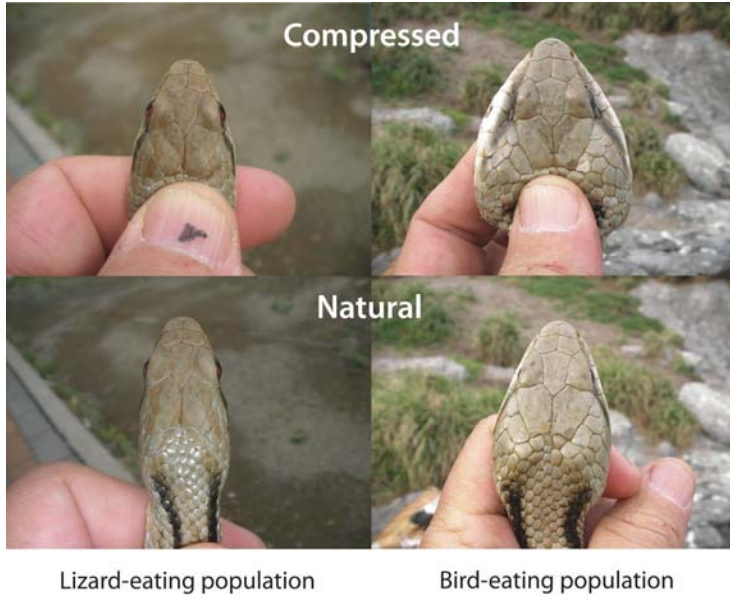 Compressed
Natural
Lizard-eating population
Bird-eating population